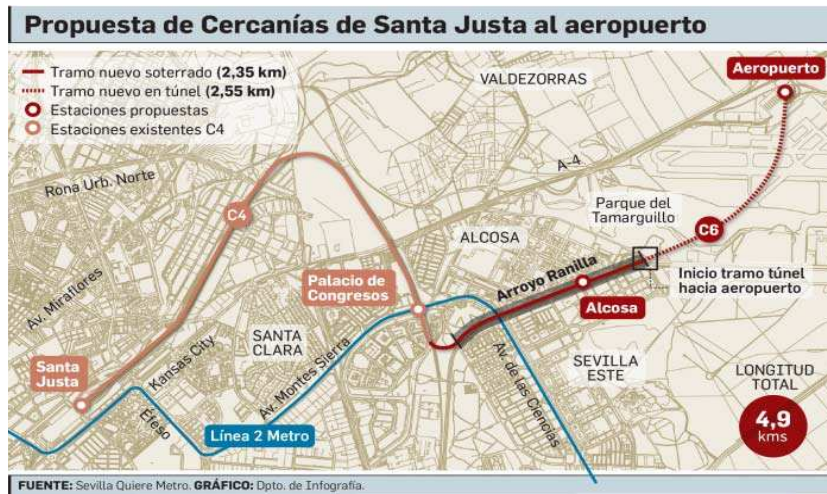 Propuesta de Cercanías de Santa Justa al aeropuerto
Tramo nuevo soterrado (2,35 km)
Tramo nuevo en túnel (2,55 km)
Estaciones propuestas
Estaciones existentes C4
VALDEZORRAS
Aeropuerto
A-4
Rona Urb. Norte
C4
Parque del
Tamarguillo
C6
ALCOSA
Palacio de
Congresos
Arroyo Ranilla
Inicio tramo túnel
hacia aeropuerto
Alcosa
Av. Miraflores
SANTA
CLARA
Santa
Justa
Kansas City
Av. Montes Sierra
Av. de las Ciencias
SEVILLA
ESTE
LONGITUD
TOTAL
4,9
kms
Efeso
Línea 2 Metro
FUENTE: Sevilla Quiere Metro. GRÁFICO: Dpto. de Infografía.